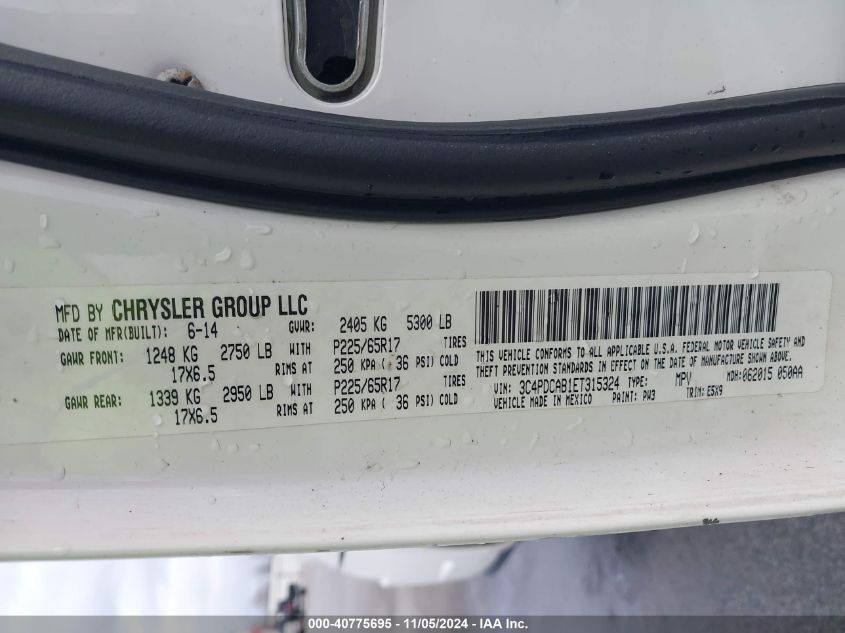 MFD BY CHRYSLER GROUP LLC
DATE OF MFR(BUILT): 6-14 GVWR: 2405 KG 5300 LB
GAWR FRONT: 1248 KG 2750 LB WITH P225/65R17 TIRES
17X6.5 RIMS AT 250 KPA ( 36 PSI) COLD
GAWR REAR: 1339 KG 2950 LB WITH P225/65R17 TIRES
17X6.5 RIMS AT 250 KPA ( 36 PSI) COLD
THIS VEHICLE CONFORMS TO ALL APPLICABLE U.S.A. FEDERAL MOTOR VEHICLE SAFETY AND
THEFT PREVENTION STANDARDS IN EFFECT ON THE DATE OF MANUFACTURE SHOWN ABOVE.
VIN: 3C4PDCAB1ET315324 TYPE: MPV MDH:062015 050AA
VEHICLE MADE IN MEXICO PAINT: PW3 TRIM: E5X9
000-40775695 - 11/05/2024 - IAA Inc.